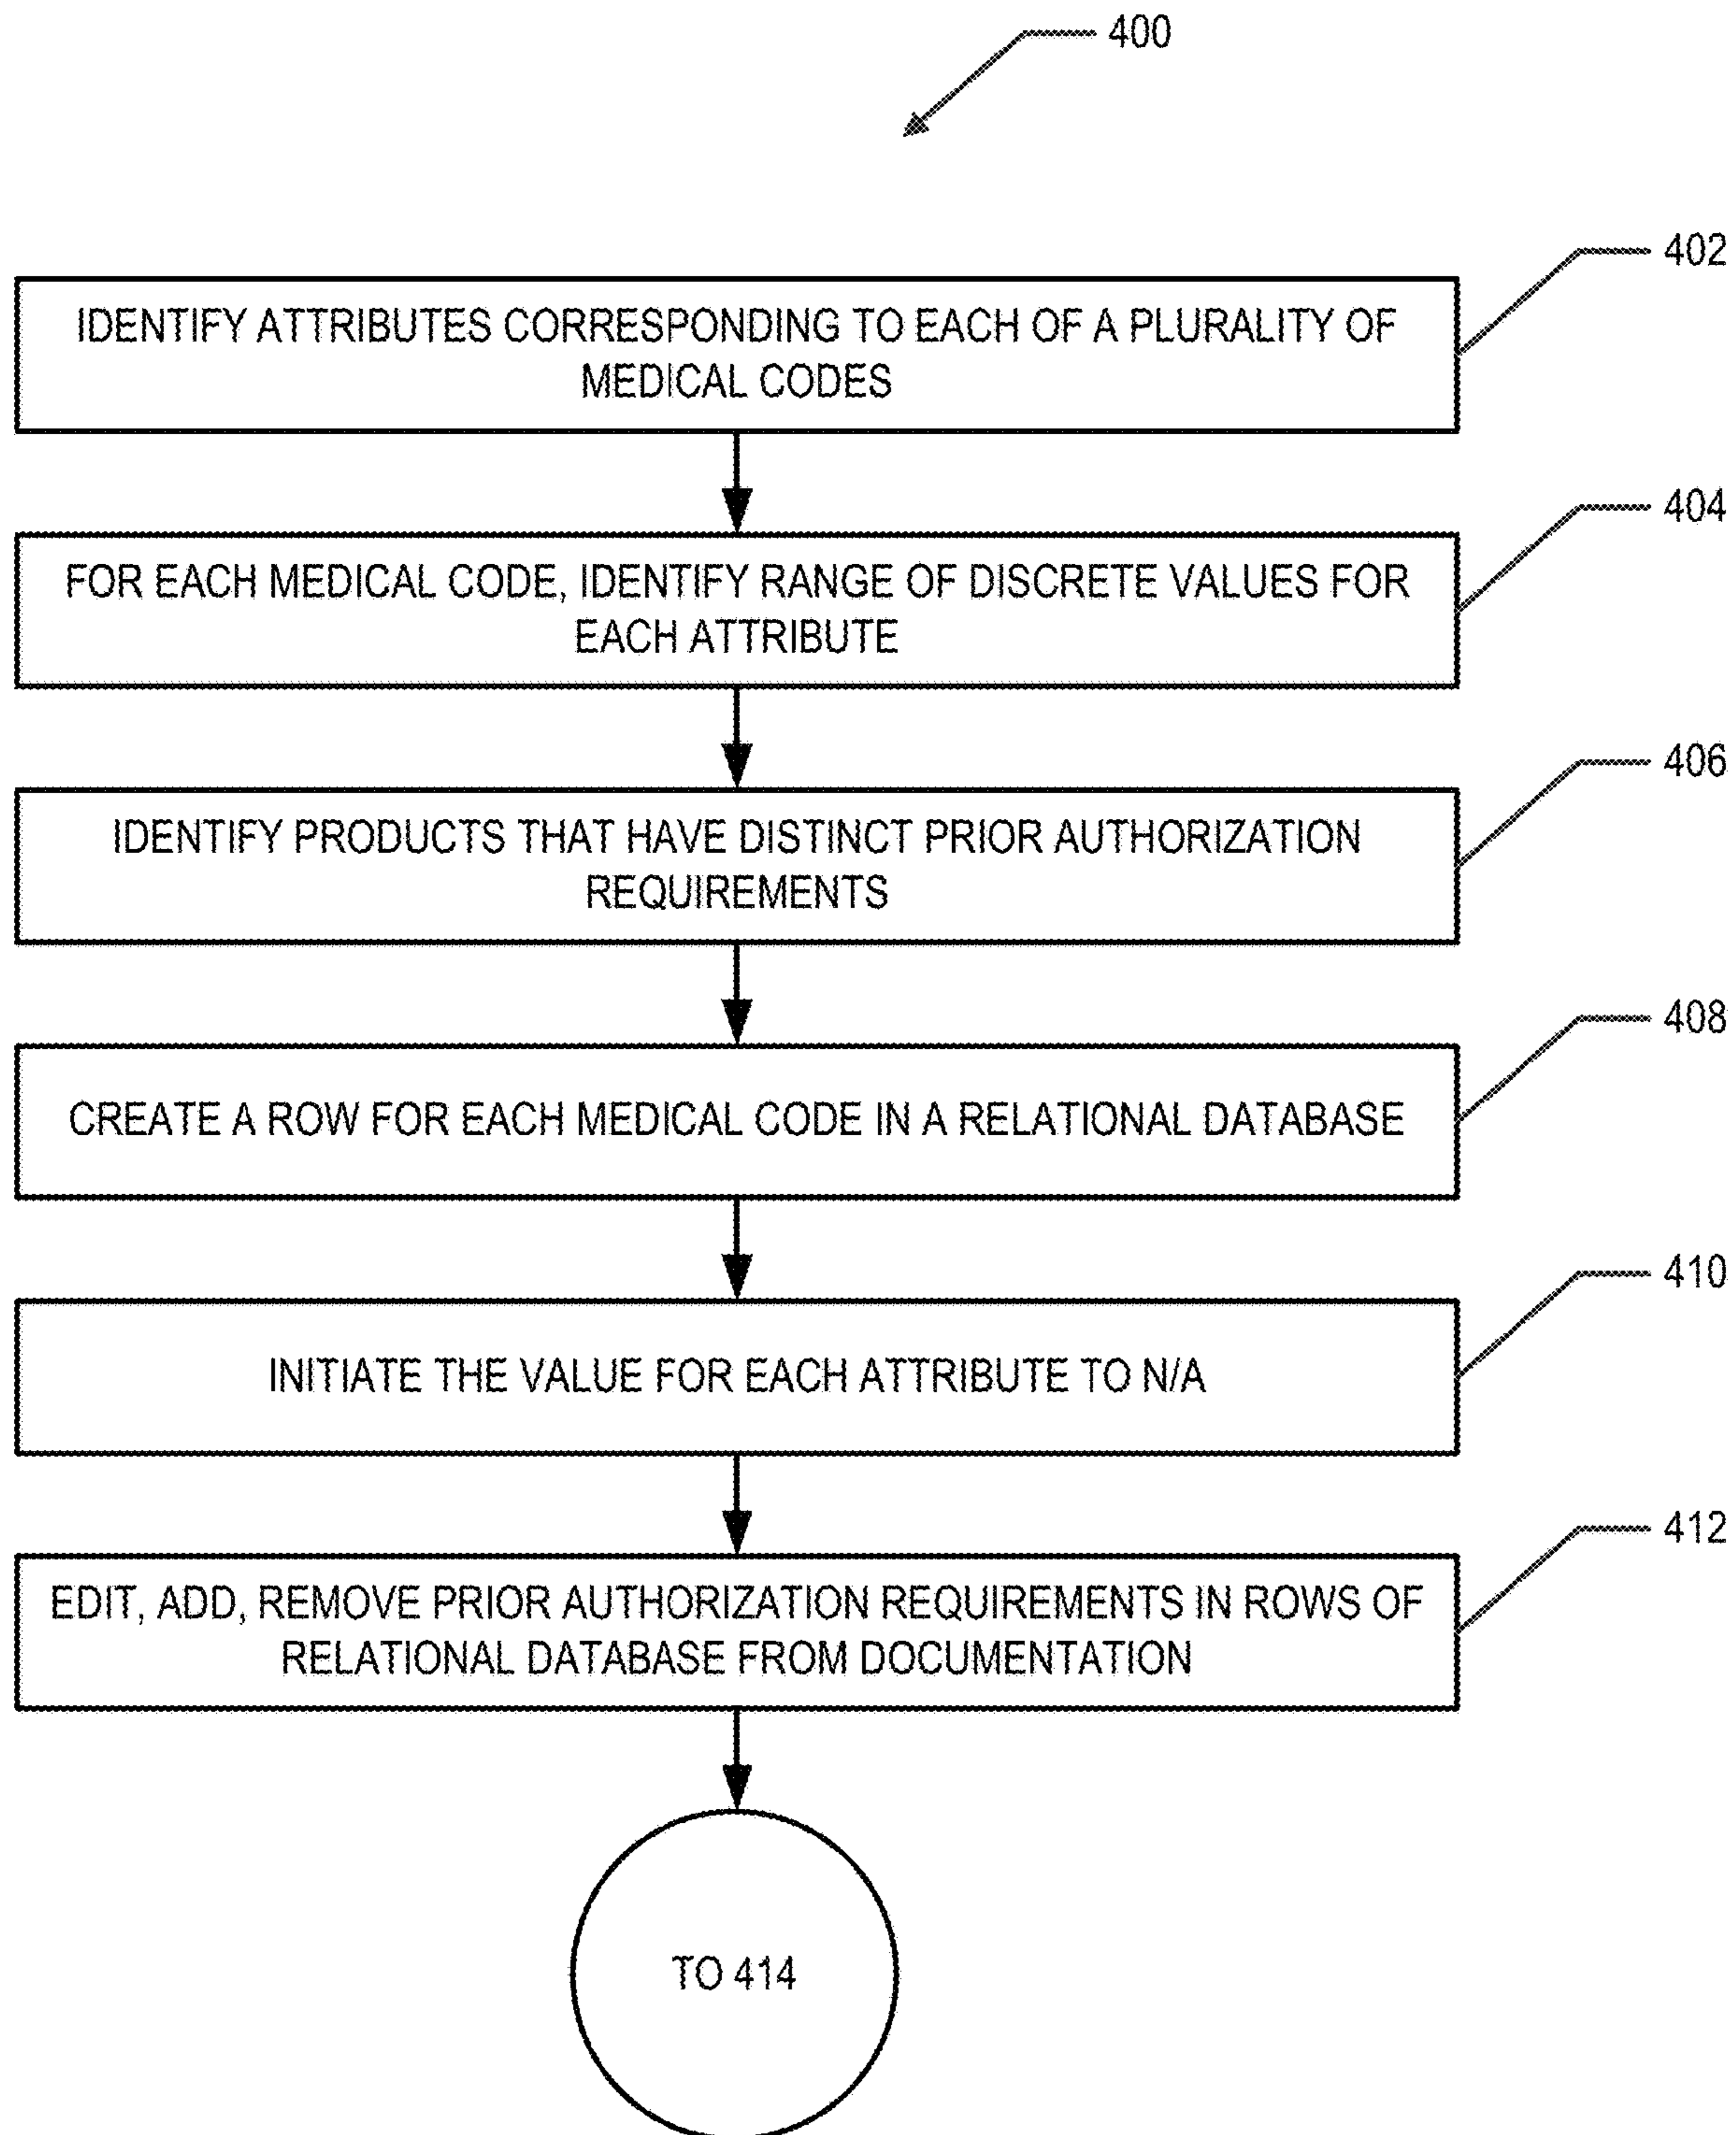 400
402
IDENTIFY ATTRIBUTES CORRESPONDING TO EACH OF A PLURALITY OF
MEDICAL CODES
404
FOR EACH MEDICAL CODE, IDENTIFY RANGE OF DISCRETE VALUES FOR
EACH ATTRIBUTE
406
IDENTIFY PRODUCTS THAT HAVE DISTINCT PRIOR AUTHORIZATION
REQUIREMENTS
408
CREATE A ROW FOR EACH MEDICAL CODE IN A RELATIONAL DATABASE
410
INITIATE THE VALUE FOR EACH ATTRIBUTE TO N/A
412
EDIT, ADD, REMOVE PRIOR AUTHORIZATION REQUIREMENTS IN ROWS OF
RELATIONAL DATABASE FROM DOCUMENTATION
TO 414